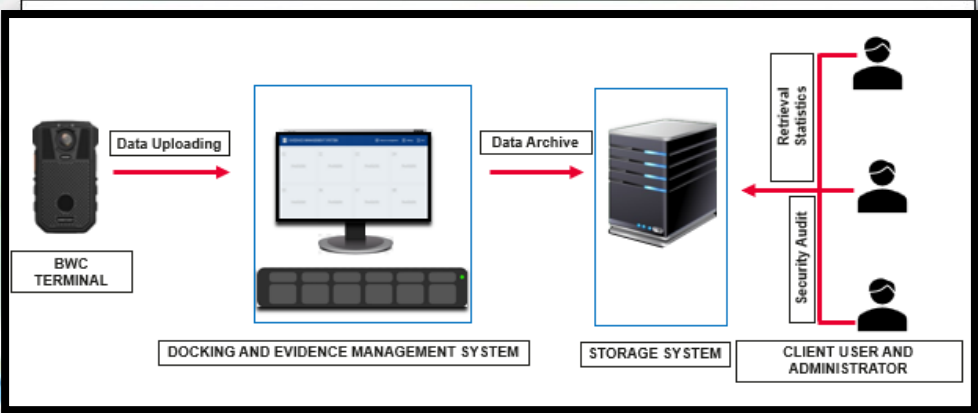 Data Uploading
Data Archive
Retrieval
Statistics
Security Audit
BWC
TERMINAL
DOCKING AND EVIDENCE MANAGEMENT SYSTEM
STORAGE SYSTEM
CLIENT USER AND
ADMINISTRATOR